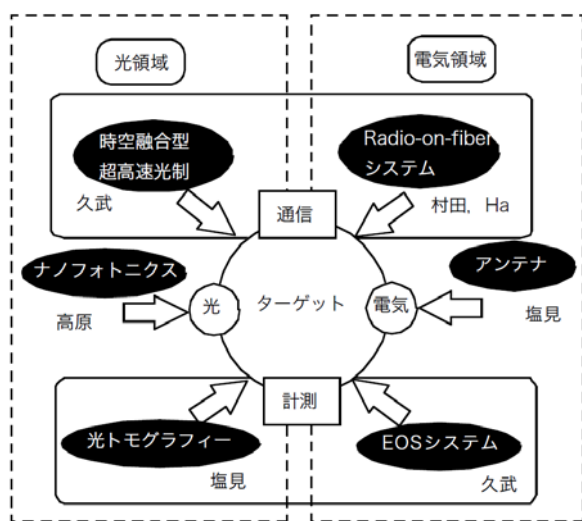 光領域
電気領域
時空融合型
超高速光制
久武
Radio-on-fiber
システム
村田，Ha
通信
ナノフォトニクス
高原
光
ターゲット
電気
アンテナ
塩見
計測
光トモグラフィー
塩見
EOSシステム
久武